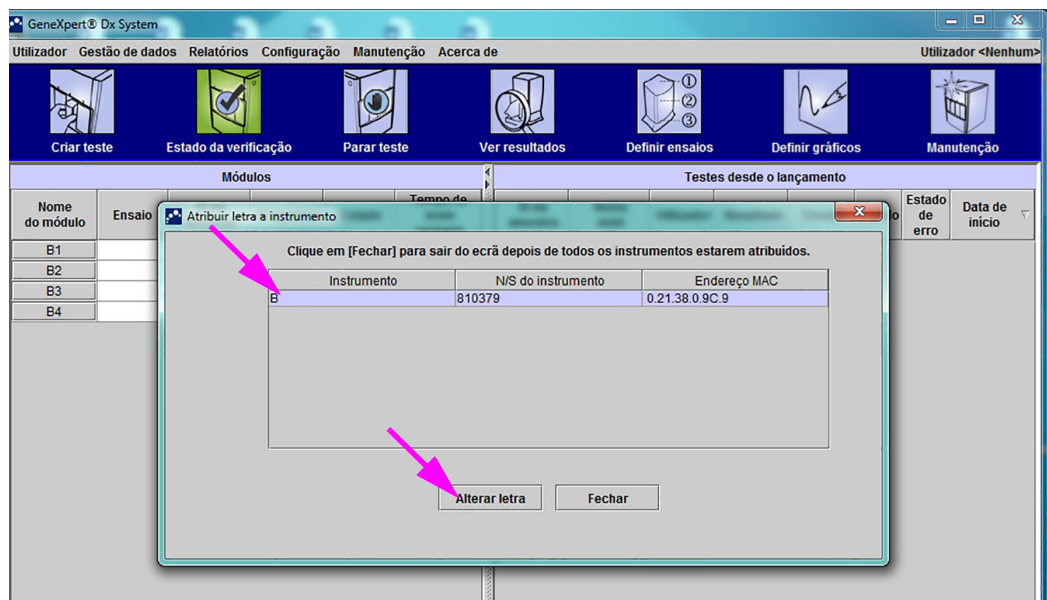 GeneXpert® Dx System
Utilizador Gestão de dados Relatórios Configuração Manutenção Acerca de Utilizador <Nenhum>
Criar teste Estado da verificação Parar teste Ver resultados Definir ensaios Definir gráficos Manutenção
Módulos Testes desde o lançamento
Nome do módulo Ensaio Tempo de Estado de erro Data de início
Atribuir letra a instrumento
Clique em [Fechar] para sair do ecrã depois de todos os instrumentos estarem atribuídos.
Instrumento N/S do instrumento Endereço MAC
B 810379 0.21.38.0.9C.9
B1
B2
B3
B4
Alterar letra Fechar